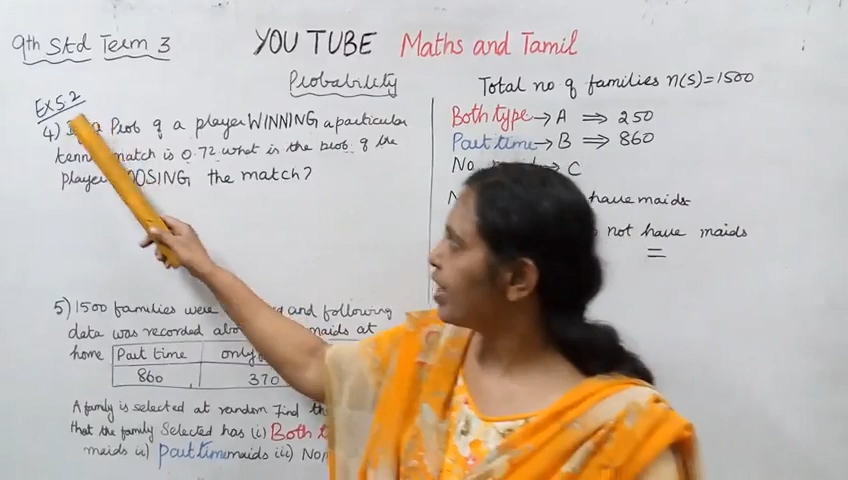 9th Std Term 3
YOU TUBE Maths and Tamil
Probability
Ex 5.2
4) a Prob of a player WINNING a particular
match is 0.72 what is the prob of the
player OOSING the match?
5) 1500 families were and following
data was recorded abo maids at
home
Part time only
860 370
A family is selected at random Find th
that the family Selected has (i) Both t
maids ii) Part time maids iii) No
Total no of families n(S) = 1500
Both type → A ⇒ 250
Part time → B ⇒ 860
No → C
have maids
not have maids